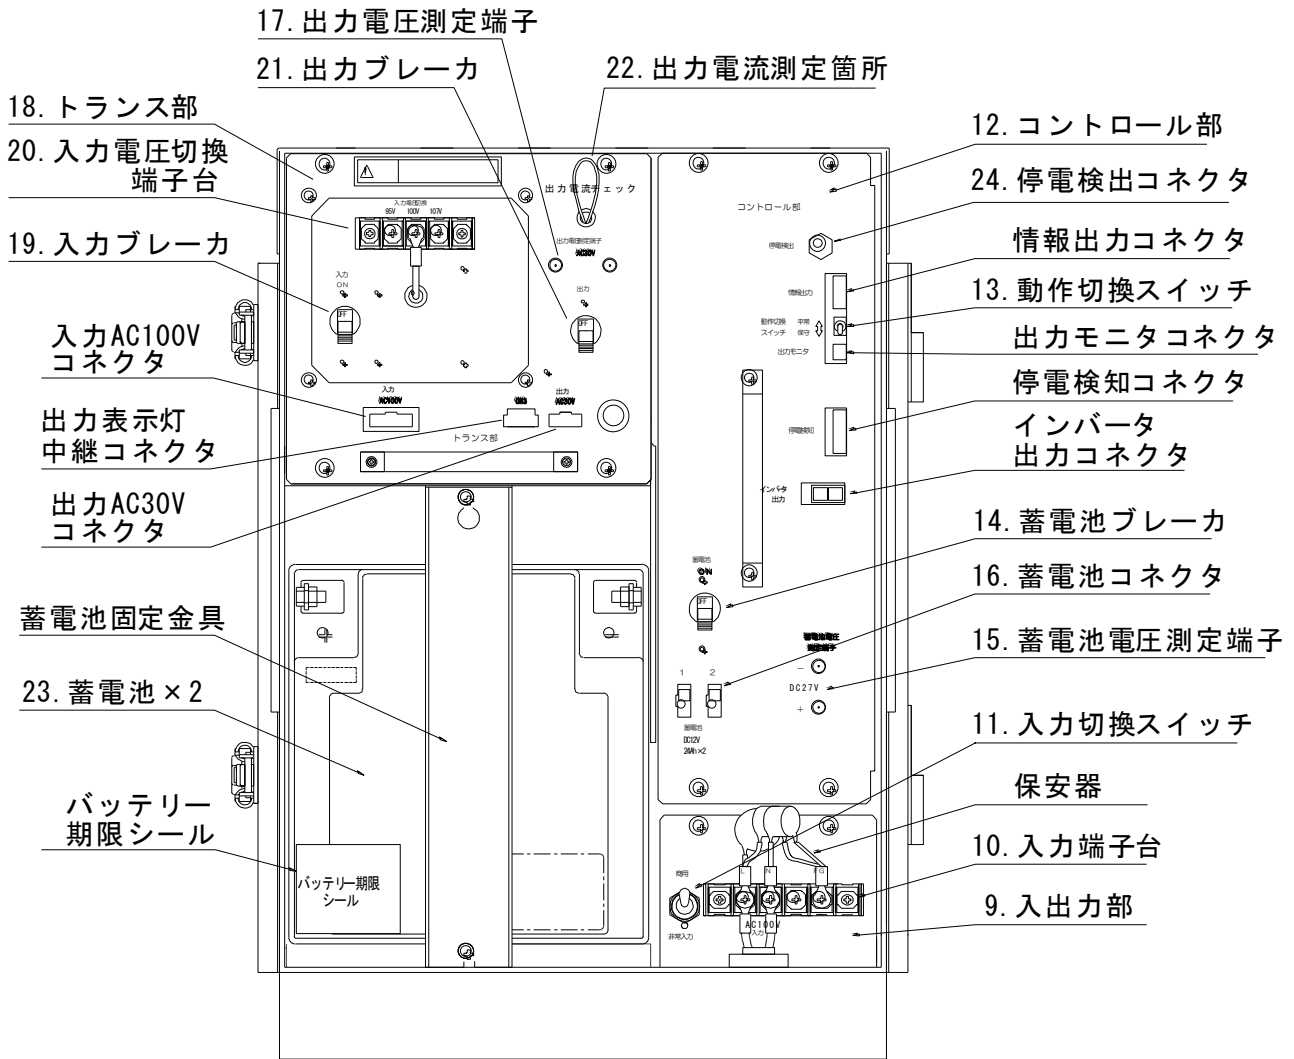 17.出力電圧測定端子
21.出力ブレーカ
22.出力電流測定箇所
18.トランス部
20.入力電圧切換
端子台
19.入力ブレーカ
入力AC100V
コネクタ
出力表示灯
中継コネクタ
出力AC30V
コネクタ
蓄電池固定金具
23.蓄電池×2
バッテリー
期限シール
12.コントロール部
24.停電検出コネクタ
情報出力コネクタ
13.動作切換スイッチ
出力モニタコネクタ
停電検知コネクタ
インバータ
出力コネクタ
14.蓄電池ブレーカ
16.蓄電池コネクタ
15.蓄電池電圧測定端子
11.入力切換スイッチ
保安器
10.入力端子台
9.入出力部
出力電流チェック
入力電圧切換
95V 100V 107V
出力電圧測定端子
AC30V
入力
ON
OFF
出力
OFF
入力
AC100V
出力
AC30V
トランス部
コントロール部
停電検出
情報出力
動作切換 平常
スイッチ 保守
出力モニタ
停電検知
インバータ
出力
蓄電池
ON
OFF
蓄電池電圧
測定端子
−
DC27V
+
1 2
蓄電池
DC12V
24Ah×2
バッテリー期限
シール
商用
非常入力
L N FG
AC100V
入力